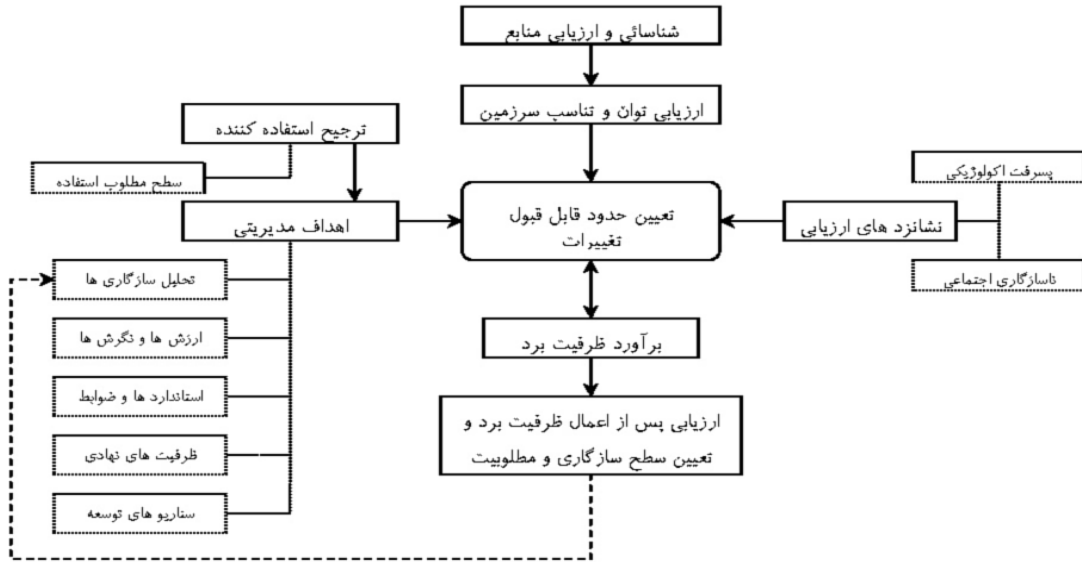 شناسائی و ارزیابی منابع
ارزیابی توان و تناسب سرزمین
ترجیح استفاده کننده
سطح مطلوب استفاده
پسرفت اکولوژیکی
تعیین حدود قابل قبول
تغییرات
نشانزد های ارزیابی
اهداف مدیریتی
ناسازگاری اجتماعی
تحلیل سازگاری ها
ارزش ها و نگرش ها
برآورد ظرفیت برد
استاندارد ها و ضوابط
ارزیابی پس از اعمال ظرفیت برد و
تعیین سطح سازگاری و مطلوبیت
ظرفیت های نهادی
سناریو های توسعه